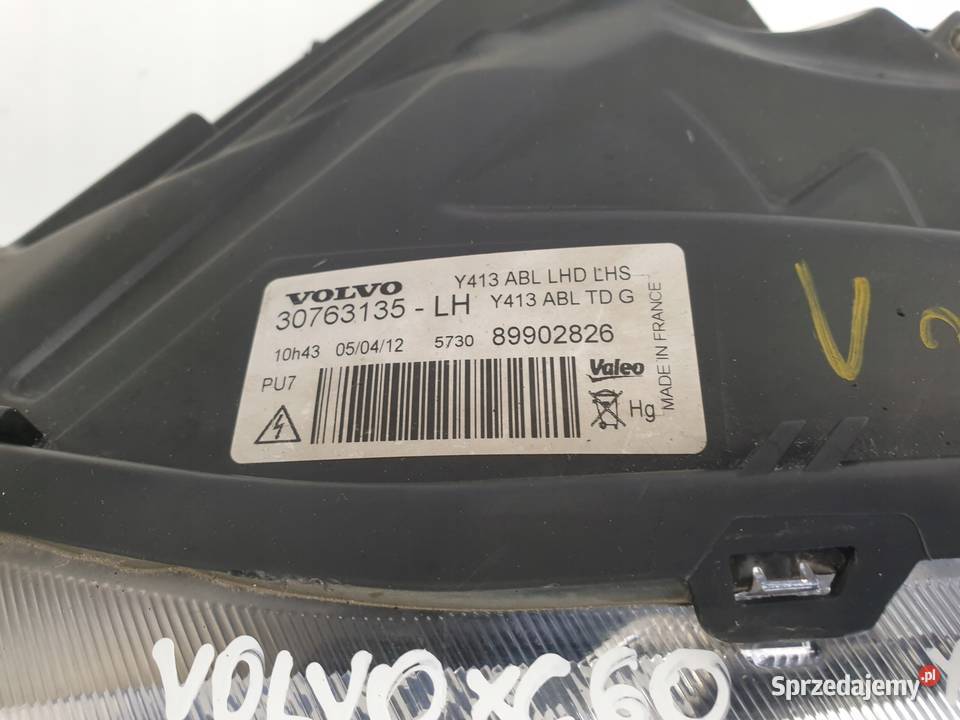 VOLVO
30763135 - LH
Y413 ABL LHD LHS
Y413 ABL TD G
10h43 05/04/12 5730 89902826
PU7
Valeo
Hg
MADE IN FRANCE
V
VOLVO XC60
Sprzedajemy.pl